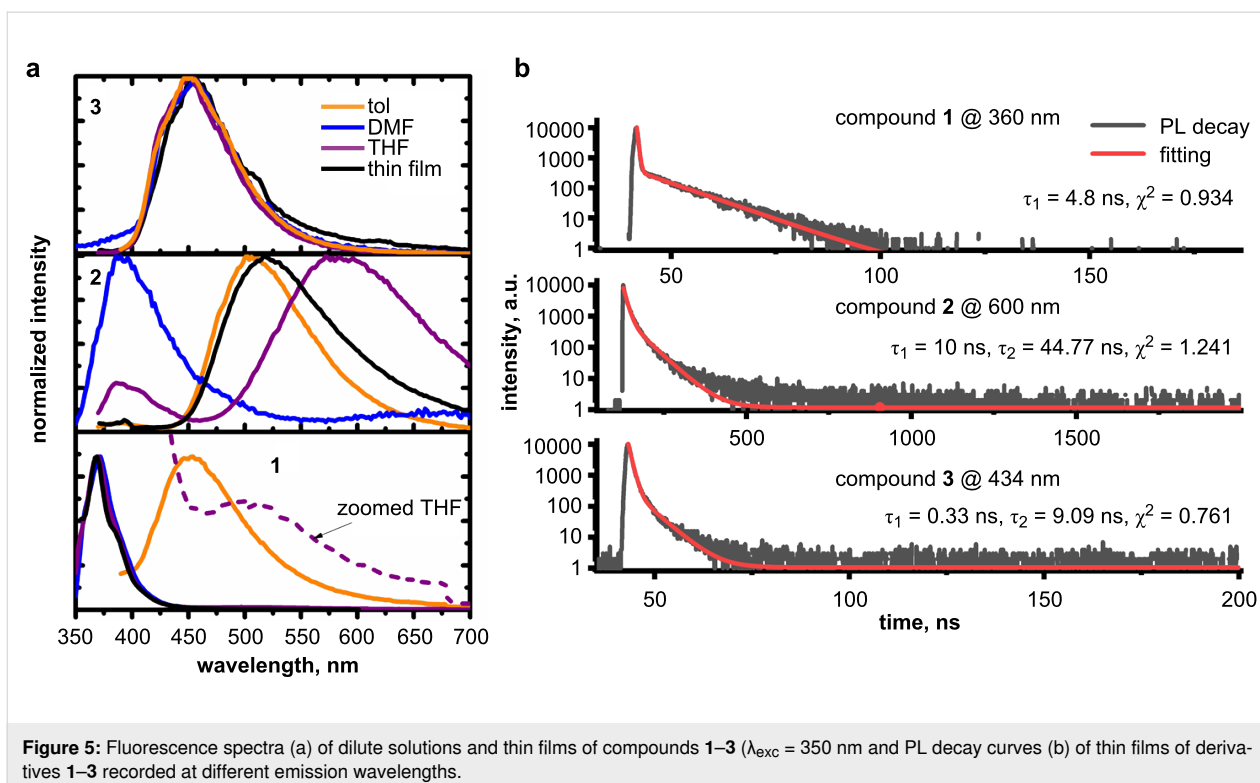 a
3
tol
DMF
THF
thin film
2
1
zoomed THF
normalized intensity
350 400 450 500 550 600 650 700
wavelength, nm
b
compound 1 @ 360 nm
PL decay
fitting
τ₁ = 4.8 ns, χ² = 0.934
10000
1000
100
10
1
50 100 150
compound 2 @ 600 nm
τ₁ = 10 ns, τ₂ = 44.77 ns, χ² = 1.241
10000
1000
100
10
1
500 1000 1500
compound 3 @ 434 nm
τ₁ = 0.33 ns, τ₂ = 9.09 ns, χ² = 0.761
10000
1000
100
10
1
50 100 150 200
intensity, a.u.
time, ns
Figure 5: Fluorescence spectra (a) of dilute solutions and thin films of compounds 1–3 (λexc = 350 nm and PL decay curves (b) of thin films of deriva-
tives 1–3 recorded at different emission wavelengths.